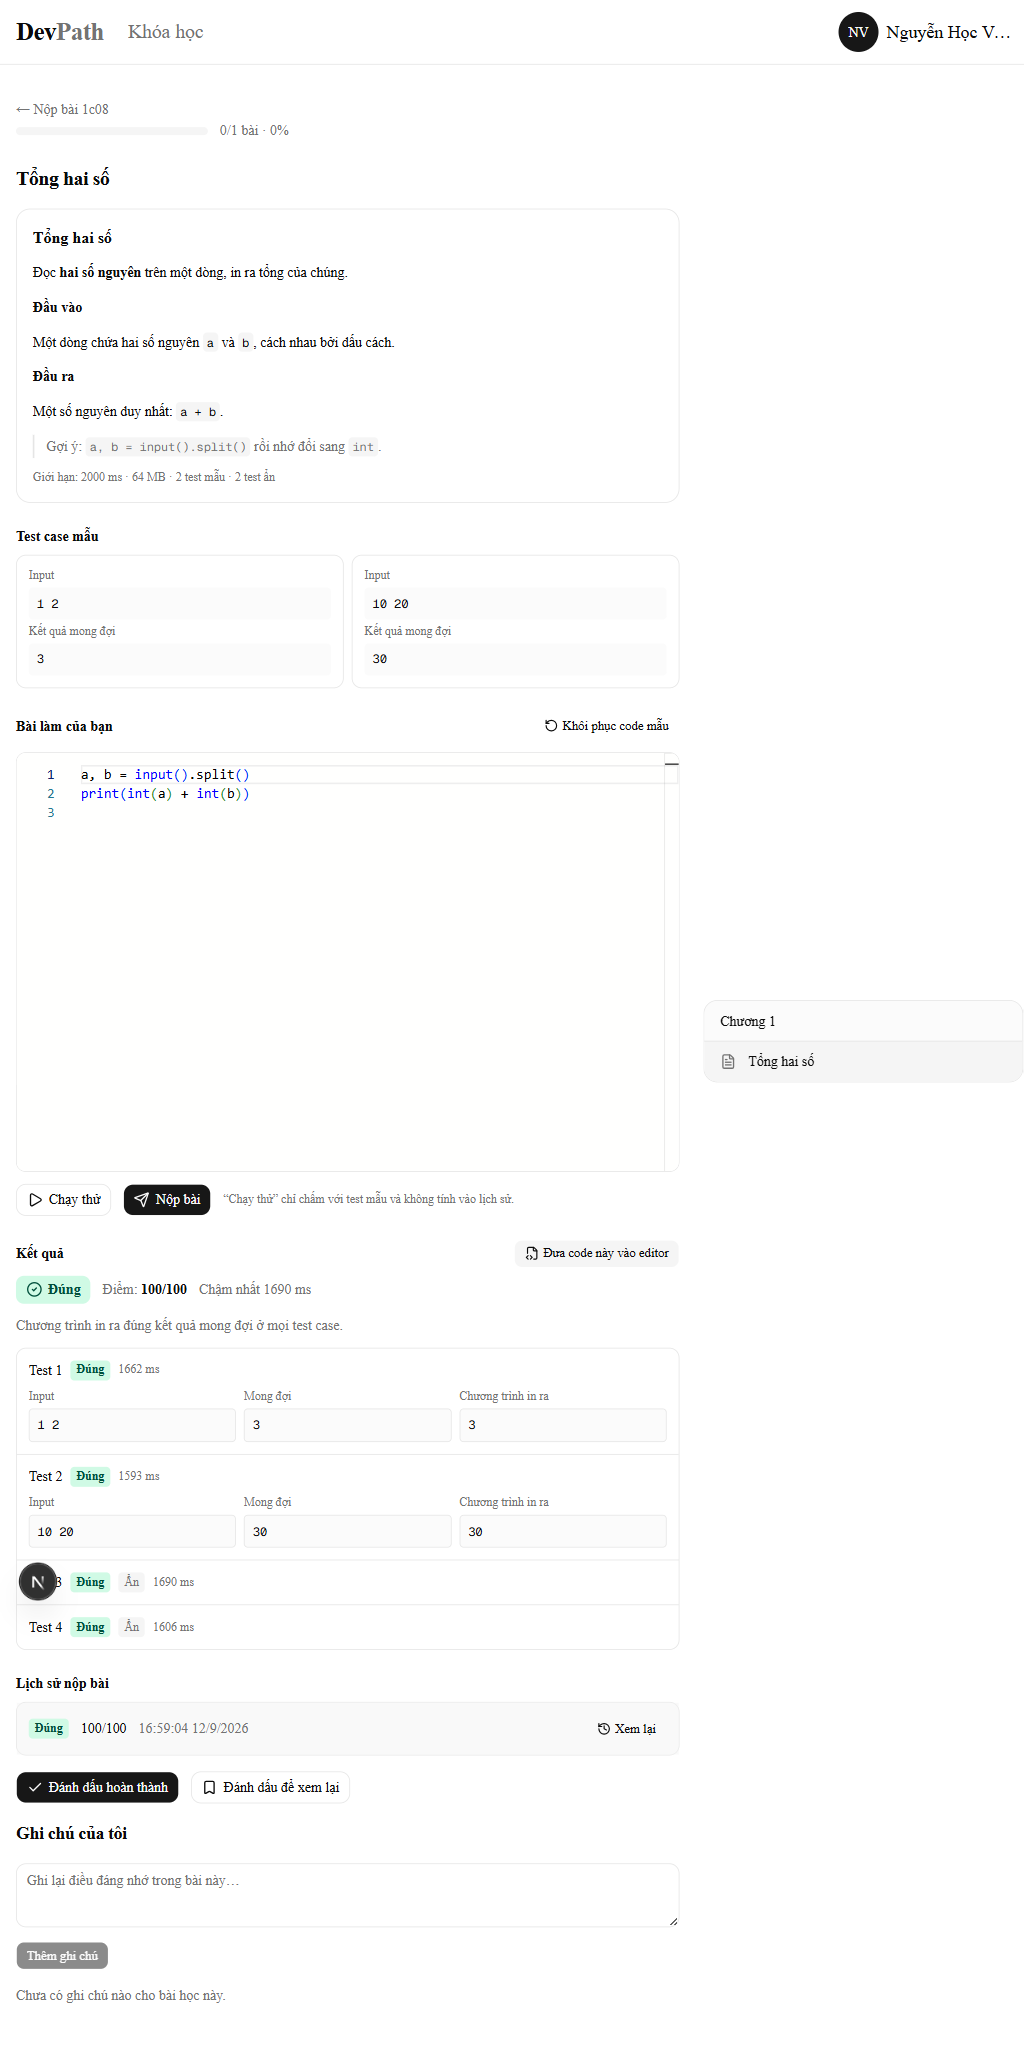 DevPath Khóa học
NV Nguyễn Học V…
← Nộp bài 1c08
0/1 bài · 0%
Tổng hai số
Tổng hai số
Đọc hai số nguyên trên một dòng, in ra tổng của chúng.
Đầu vào
Một dòng chứa hai số nguyên a và b, cách nhau bởi dấu cách.
Đầu ra
Một số nguyên duy nhất: a + b.
Gợi ý: a, b = input().split() rồi nhớ đổi sang int.
Giới hạn: 2000 ms · 64 MB · 2 test mẫu · 2 test ẩn
Test case mẫu
Input
1 2
Kết quả mong đợi
3
Input
10 20
Kết quả mong đợi
30
Bài làm của bạn
Khôi phục code mẫu
1 a, b = input().split()
2 print(int(a) + int(b))
3
Chương 1
Tổng hai số
Chạy thử
Nộp bài
“Chạy thử” chỉ chấm với test mẫu và không tính vào lịch sử.
Kết quả
Đưa code này vào editor
Đúng Điểm: 100/100 Chậm nhất 1690 ms
Chương trình in ra đúng kết quả mong đợi ở mọi test case.
Test 1 Đúng 1662 ms
Input Mong đợi Chương trình in ra
1 2 3 3
Test 2 Đúng 1593 ms
Input Mong đợi Chương trình in ra
10 20 30 30
N 3 Đúng Ẩn 1690 ms
Test 4 Đúng Ẩn 1606 ms
Lịch sử nộp bài
Đúng 100/100 16:59:04 12/9/2026 Xem lại
Đánh dấu hoàn thành Đánh dấu để xem lại
Ghi chú của tôi
Ghi lại điều đáng nhớ trong bài này…
Thêm ghi chú
Chưa có ghi chú nào cho bài học này.